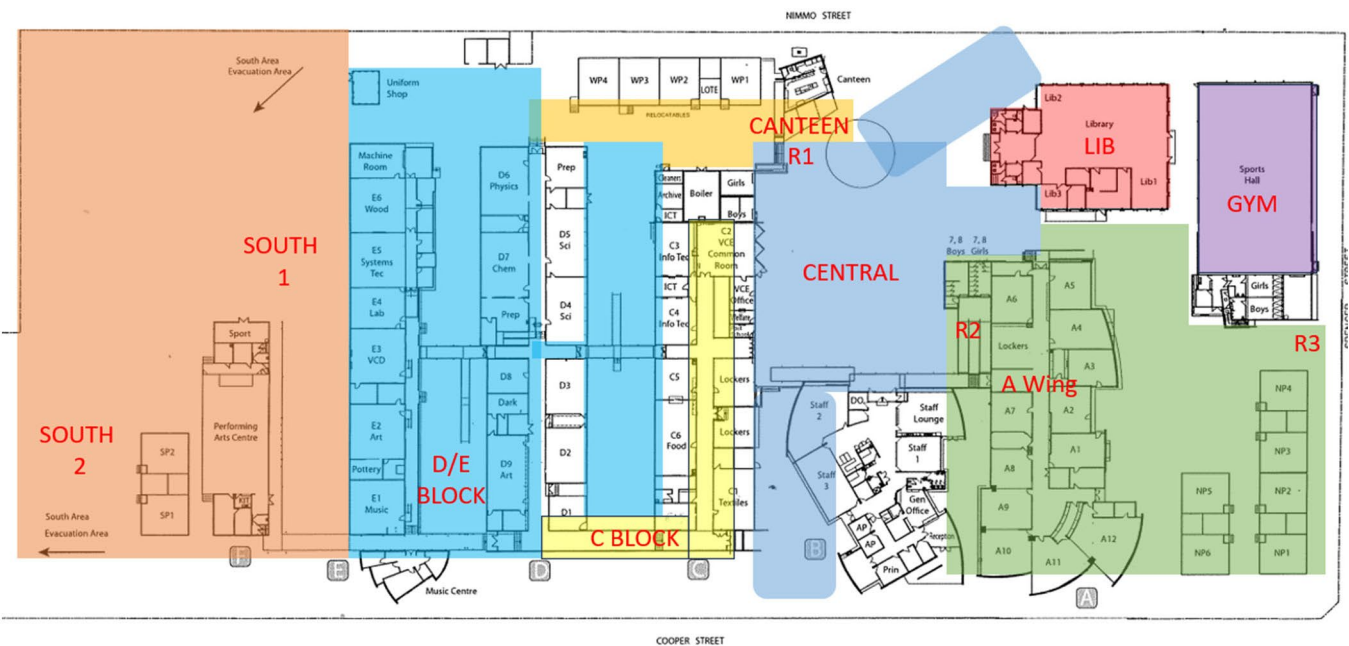 NIMMO STREET
South Area
Evacuation Area
Uniform
Shop
WP4
WP3
WP2
LOTE
WP1
Canteen
RELOCATABLES
CANTEEN
R1
Lib2
Library
LIB
Lib3
Lib1
Sports
Hall
GYM
Girls
Boys
Machine
Room
E6
Wood
E5
Systems
Tec
E4
Lab
E3
VCD
E2
Art
Pottery
E1
Music
D6
Physics
D7
Chem
Prep
D8
Dark
D9
Art
D/E
BLOCK
Prep
D5
Sci
D4
Sci
D3
D2
D1
Cleaners
Archive
ICT
Boiler
Girls
Boys
C3
Info Tec
ICT
C4
Info Tec
C5
C6
Food
C2
VCE
Common
Room
VCE
Office
Lockers
Lockers
C1
Textiles
C BLOCK
CENTRAL
7, 8
Boys
7, 8
Girls
R2
A6
A5
A4
Lockers
A3
A Wing
A7
A2
A8
A1
A9
A10
A11
A12
R3
NP4
NP3
NP5
NP2
NP6
NP1
SOUTH
1
SOUTH
2
Sport
Performing
Arts Centre
SP2
SP1
South Area
Evacuation Area
Staff
2
DO
Staff
Lounge
Staff
1
Staff
3
Gen
Office
AP
AP
Reception
Prin
F
E
D
C
B
A
Music Centre
SPENCER STREET
COOPER STREET